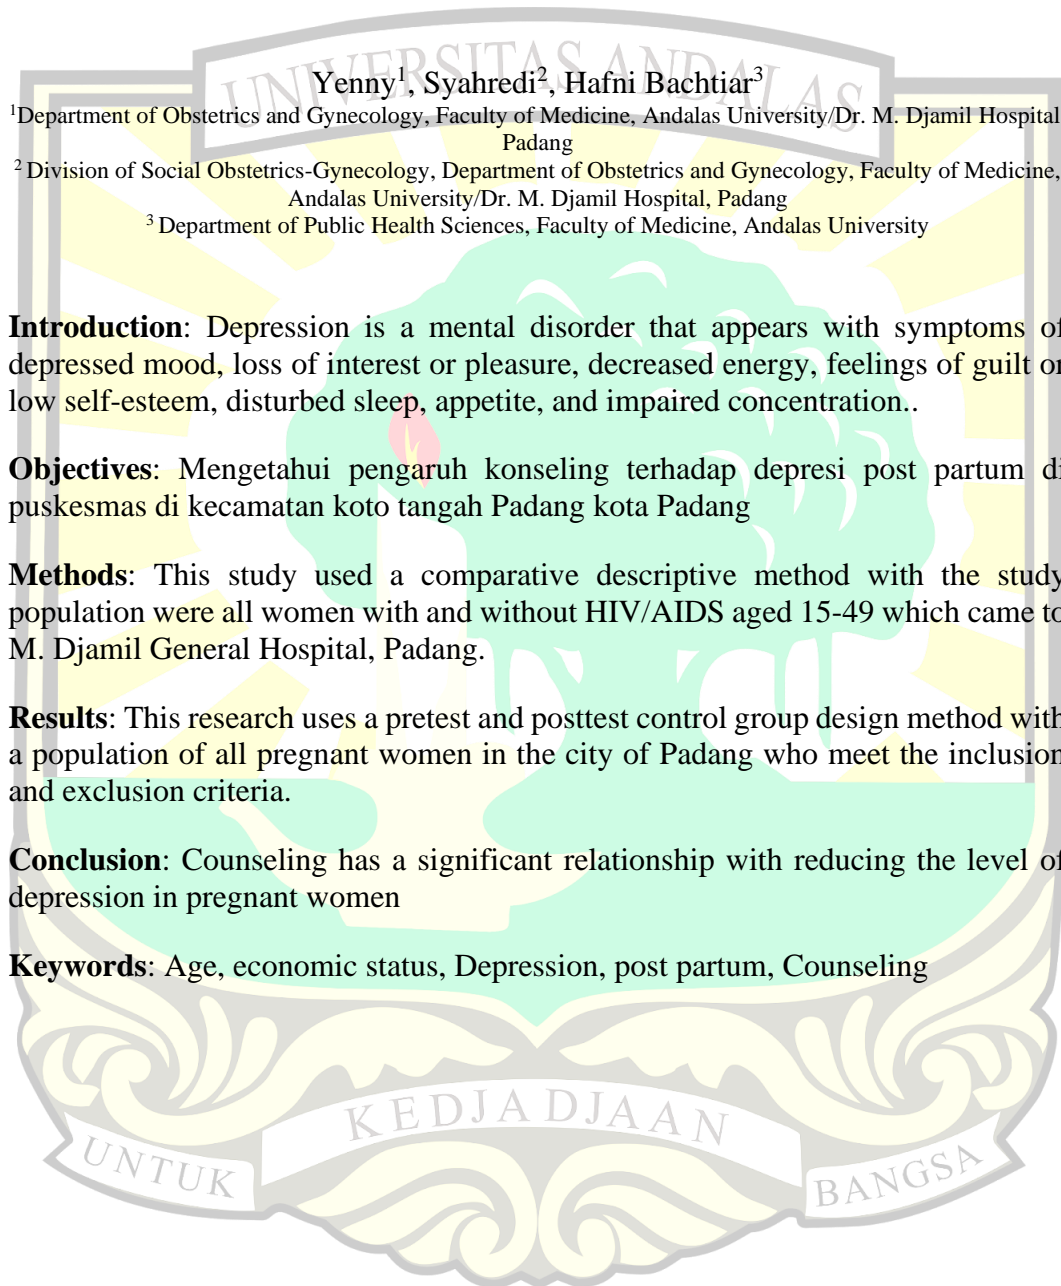 UNIVERSITAS ANDALAS
Yenny1, Syahredi2, Hafni Bachtiar3
1Department of Obstetrics and Gynecology, Faculty of Medicine, Andalas University/Dr. M. Djamil Hospital
Padang
2 Division of Social Obstetrics-Gynecology, Department of Obstetrics and Gynecology, Faculty of Medicine,
Andalas University/Dr. M. Djamil Hospital, Padang
3 Department of Public Health Sciences, Faculty of Medicine, Andalas University
Introduction: Depression is a mental disorder that appears with symptoms of
depressed mood, loss of interest or pleasure, decreased energy, feelings of guilt or
low self-esteem, disturbed sleep, appetite, and impaired concentration..
Objectives: Mengetahui pengaruh konseling terhadap depresi post partum di
puskesmas di kecamatan koto tangah Padang kota Padang
Methods: This study used a comparative descriptive method with the study
population were all women with and without HIV/AIDS aged 15-49 which came to
M. Djamil General Hospital, Padang.
Results: This research uses a pretest and posttest control group design method with
a population of all pregnant women in the city of Padang who meet the inclusion
and exclusion criteria.
Conclusion: Counseling has a significant relationship with reducing the level of
depression in pregnant women
Keywords: Age, economic status, Depression, post partum, Counseling
UNTUK KEDJADJAAN BANGSA